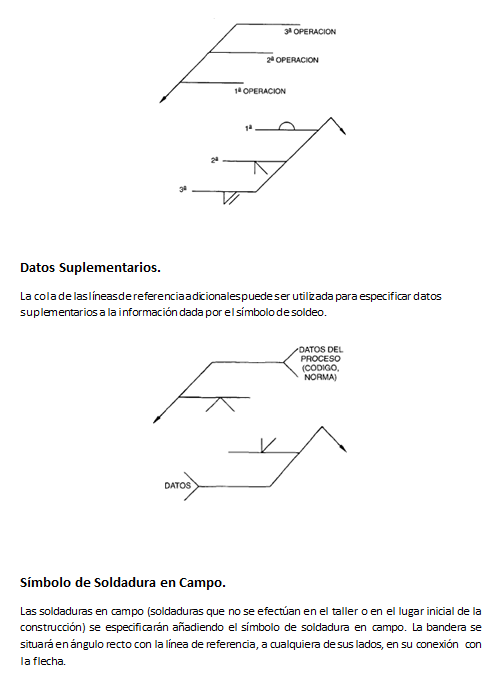 3ª OPERACION
2ª OPERACION
1ª OPERACION
1ª
2ª
3ª
Datos Suplementarios.
La cola de las líneas de referencia adicionales puede ser utilizada para especificar datos
suplementarios a la información dada por el símbolo de soldeo.
DATOS DEL
PROCESO
(CODIGO,
NORMA)
DATOS
Símbolo de Soldadura en Campo.
Las soldaduras en campo (soldaduras que no se efectúan en el taller o en el lugar inicial de la
construcción) se especificarán añadiendo el símbolo de soldadura en campo. La bandera se
situará en ángulo recto con la línea de referencia, a cualquiera de sus lados, en su conexión con
la flecha.